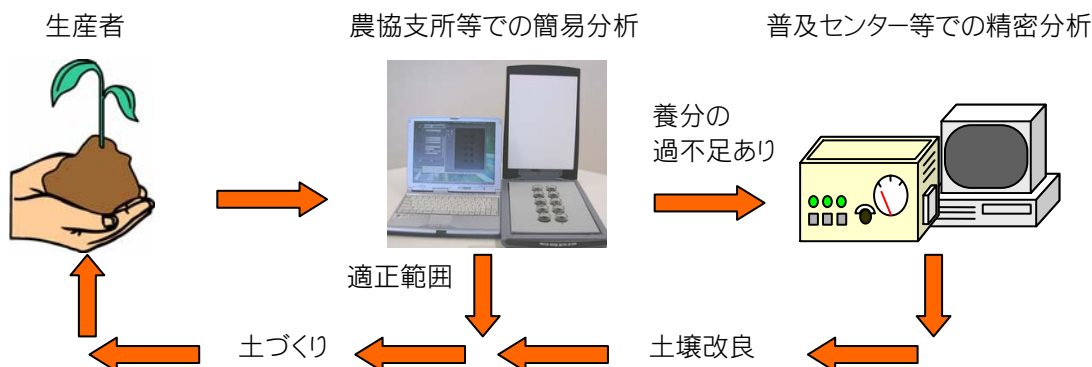 生産者
農協支所等での簡易分析
普及センター等での精密分析
養分の
過不足あり
適正範囲
土づくり
土壌改良